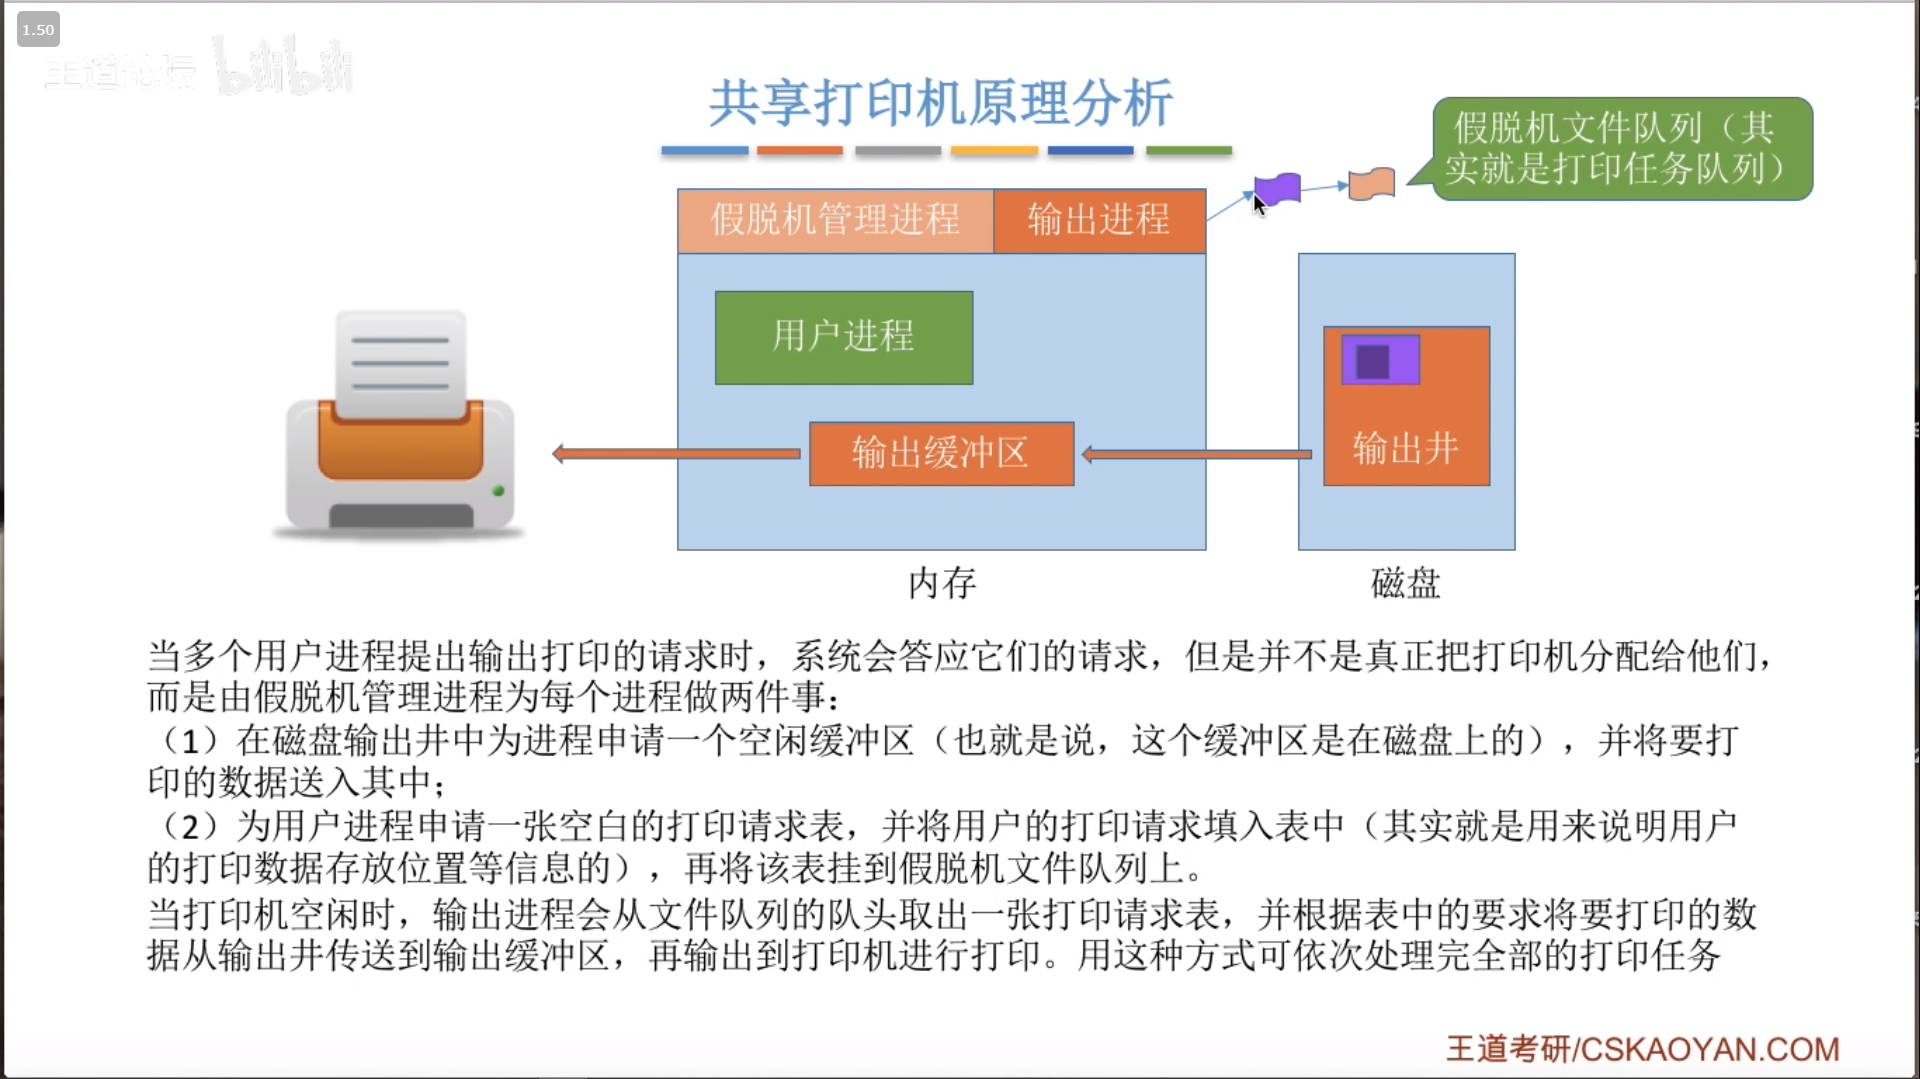 1.50
王道论坛 bilibili
共享打印机原理分析
假脱机文件队列（其
实就是打印任务队列）
假脱机管理进程
输出进程
用户进程
输出缓冲区
输出井
内存
磁盘
当多个用户进程提出输出打印的请求时，系统会答应它们的请求，但是并不是真正把打印机分配给他们，
而是由假脱机管理进程为每个进程做两件事：
（1）在磁盘输出井中为进程申请一个空闲缓冲区（也就是说，这个缓冲区是在磁盘上的），并将要打
印的数据送入其中；
（2）为用户进程申请一张空白的打印请求表，并将用户的打印请求填入表中（其实就是用来说明用户
的打印数据存放位置等信息的），再将该表挂到假脱机文件队列上。
当打印机空闲时，输出进程会从文件队列的队头取出一张打印请求表，并根据表中的要求将要打印的数
据从输出井传送到输出缓冲区，再输出到打印机进行打印。用这种方式可依次处理完全部的打印任务
王道考研/CSKAOYAN.COM